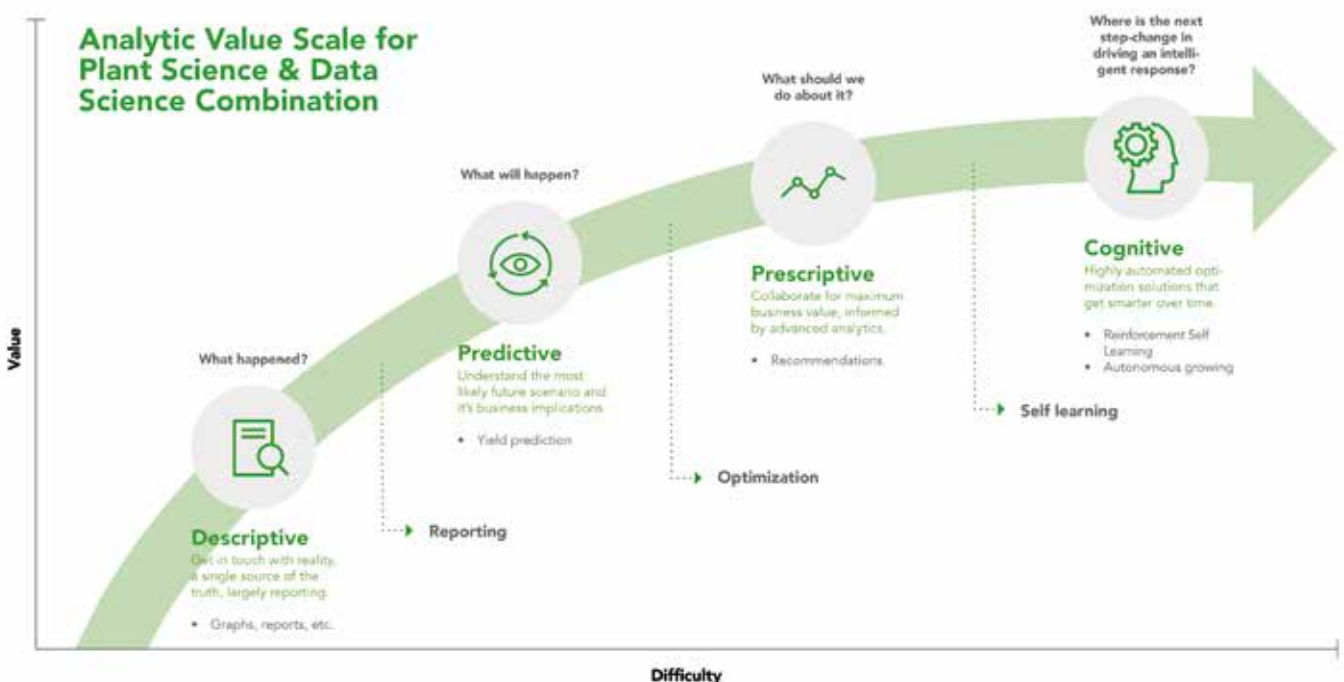 Analytic Value Scale for
Plant Science & Data
Science Combination
Where is the next
step-change in
driving an intelli-
gent response?
What should we
do about it?
What will happen?
What happened?
Cognitive
Highly automated opti-
mization solutions that
get smarter over time.
• Reinforcement Self
Learning
• Autonomous growing
Prescriptive
Collaborate for maximum
business value, informed
by advanced analytics.
• Recommendations
Predictive
Understand the most
likely future scenario and
it's business implications
• Yield prediction
Descriptive
Get in touch with reality,
a single source of the
truth, largely reporting.
• Graphs, reports, etc.
Self learning
Optimization
Reporting
Value
Difficulty